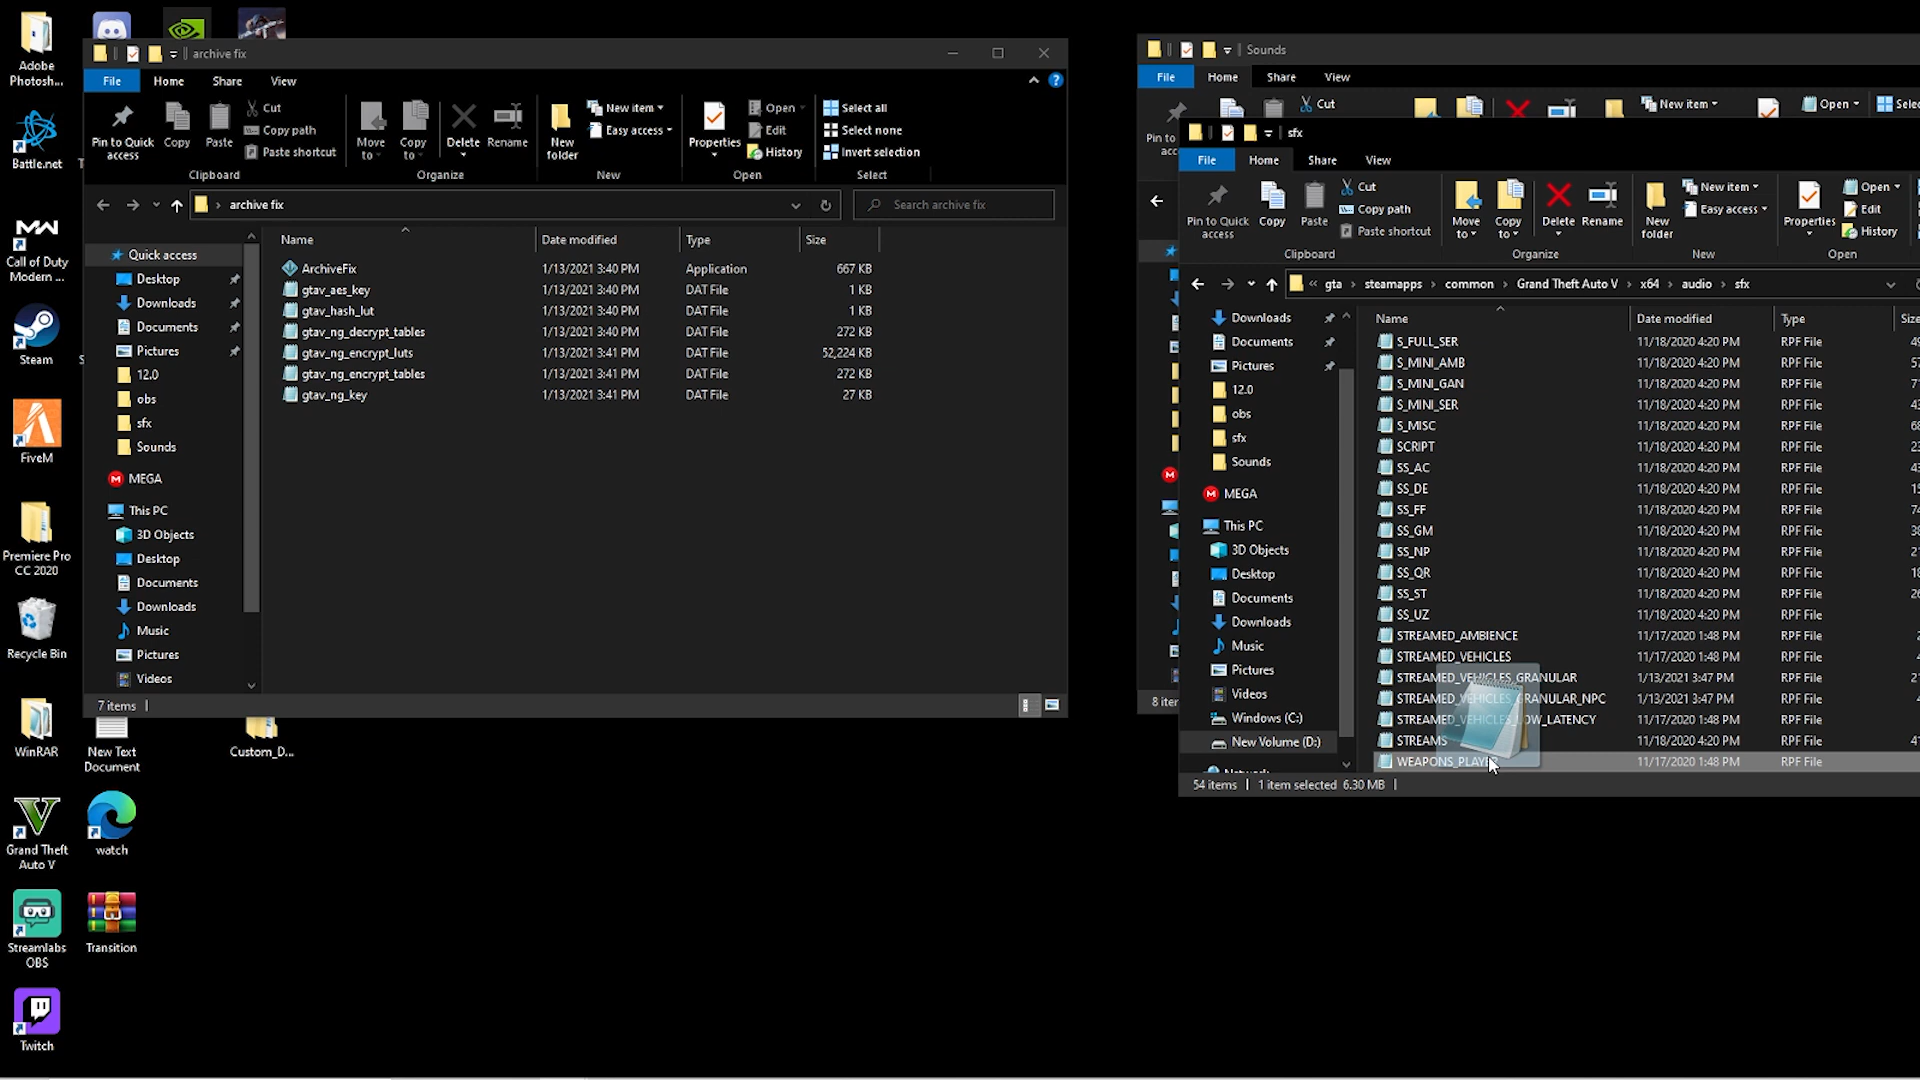 Adobe
Photosh...
Battle.net
Call of Duty
Modern ...
Steam
FiveM
Premiere Pro
CC 2020
Recycle Bin
WinRAR
New Text
Document
Custom_D...
Grand Theft
Auto V
watch
Streamlabs
OBS
Transition
Twitch
archive fix
File
Home
Share
View
Pin to Quick
access
Copy
Paste
Cut
Copy path
Paste shortcut
Clipboard
Move
to
Copy
to
Delete
Rename
Organize
New
folder
New item
Easy access
New
Properties
Open
Edit
History
Open
Select all
Select none
Invert selection
Select
archive fix
Search archive fix
Quick access
Desktop
Downloads
Documents
Pictures
12.0
obs
sfx
Sounds
MEGA
This PC
3D Objects
Desktop
Documents
Downloads
Music
Pictures
Videos
Name Date modified Type Size
ArchiveFix 1/13/2021 3:40 PM Application 667 KB
gtav_aes_key 1/13/2021 3:40 PM DAT File 1 KB
gtav_hash_lut 1/13/2021 3:40 PM DAT File 1 KB
gtav_ng_decrypt_tables 1/13/2021 3:40 PM DAT File 272 KB
gtav_ng_encrypt_luts 1/13/2021 3:41 PM DAT File 52,224 KB
gtav_ng_encrypt_tables 1/13/2021 3:41 PM DAT File 272 KB
gtav_ng_key 1/13/2021 3:41 PM DAT File 27 KB
7 items
Sounds
File
Home
Share
View
Pin to
Cut
New item
Open
sfx
File
Home
Share
View
Pin to Quick
access
Copy
Paste
Cut
Copy path
Paste shortcut
Clipboard
Move
to
Copy
to
Delete
Rename
Organize
New
folder
New item
Easy access
New
Properties
Open
Edit
History
Open
« gta › steamapps › common › Grand Theft Auto V › x64 › audio › sfx
Downloads
Documents
Pictures
12.0
obs
sfx
Sounds
MEGA
This PC
3D Objects
Desktop
Documents
Downloads
Music
Pictures
Videos
Windows (C:)
New Volume (D:)
Name Date modified Type
S_FULL_SER 11/18/2020 4:20 PM RPF File
S_MINI_AMB 11/18/2020 4:20 PM RPF File
S_MINI_GAN 11/18/2020 4:20 PM RPF File
S_MINI_SER 11/18/2020 4:20 PM RPF File
S_MISC 11/18/2020 4:20 PM RPF File
SCRIPT 11/18/2020 4:20 PM RPF File
SS_AC 11/18/2020 4:20 PM RPF File
SS_DE 11/18/2020 4:20 PM RPF File
SS_FF 11/18/2020 4:20 PM RPF File
SS_GM 11/18/2020 4:20 PM RPF File
SS_NP 11/18/2020 4:20 PM RPF File
SS_QR 11/18/2020 4:20 PM RPF File
SS_ST 11/18/2020 4:20 PM RPF File
SS_UZ 11/18/2020 4:20 PM RPF File
STREAMED_AMBIENCE 11/17/2020 1:48 PM RPF File
STREAMED_VEHICLES 11/17/2020 1:48 PM RPF File
STREAMED_VEHICLES_GRANULAR 1/13/2021 3:47 PM RPF File
STREAMED_VEHICLES_GRANULAR_NPC 1/13/2021 3:47 PM RPF File
STREAMED_VEHICLES_LOW_LATENCY 11/17/2020 1:48 PM RPF File
STREAMS 11/18/2020 4:20 PM RPF File
WEAPONS_PLAYER 11/17/2020 1:48 PM RPF File
54 items 1 item selected 6.30 MB